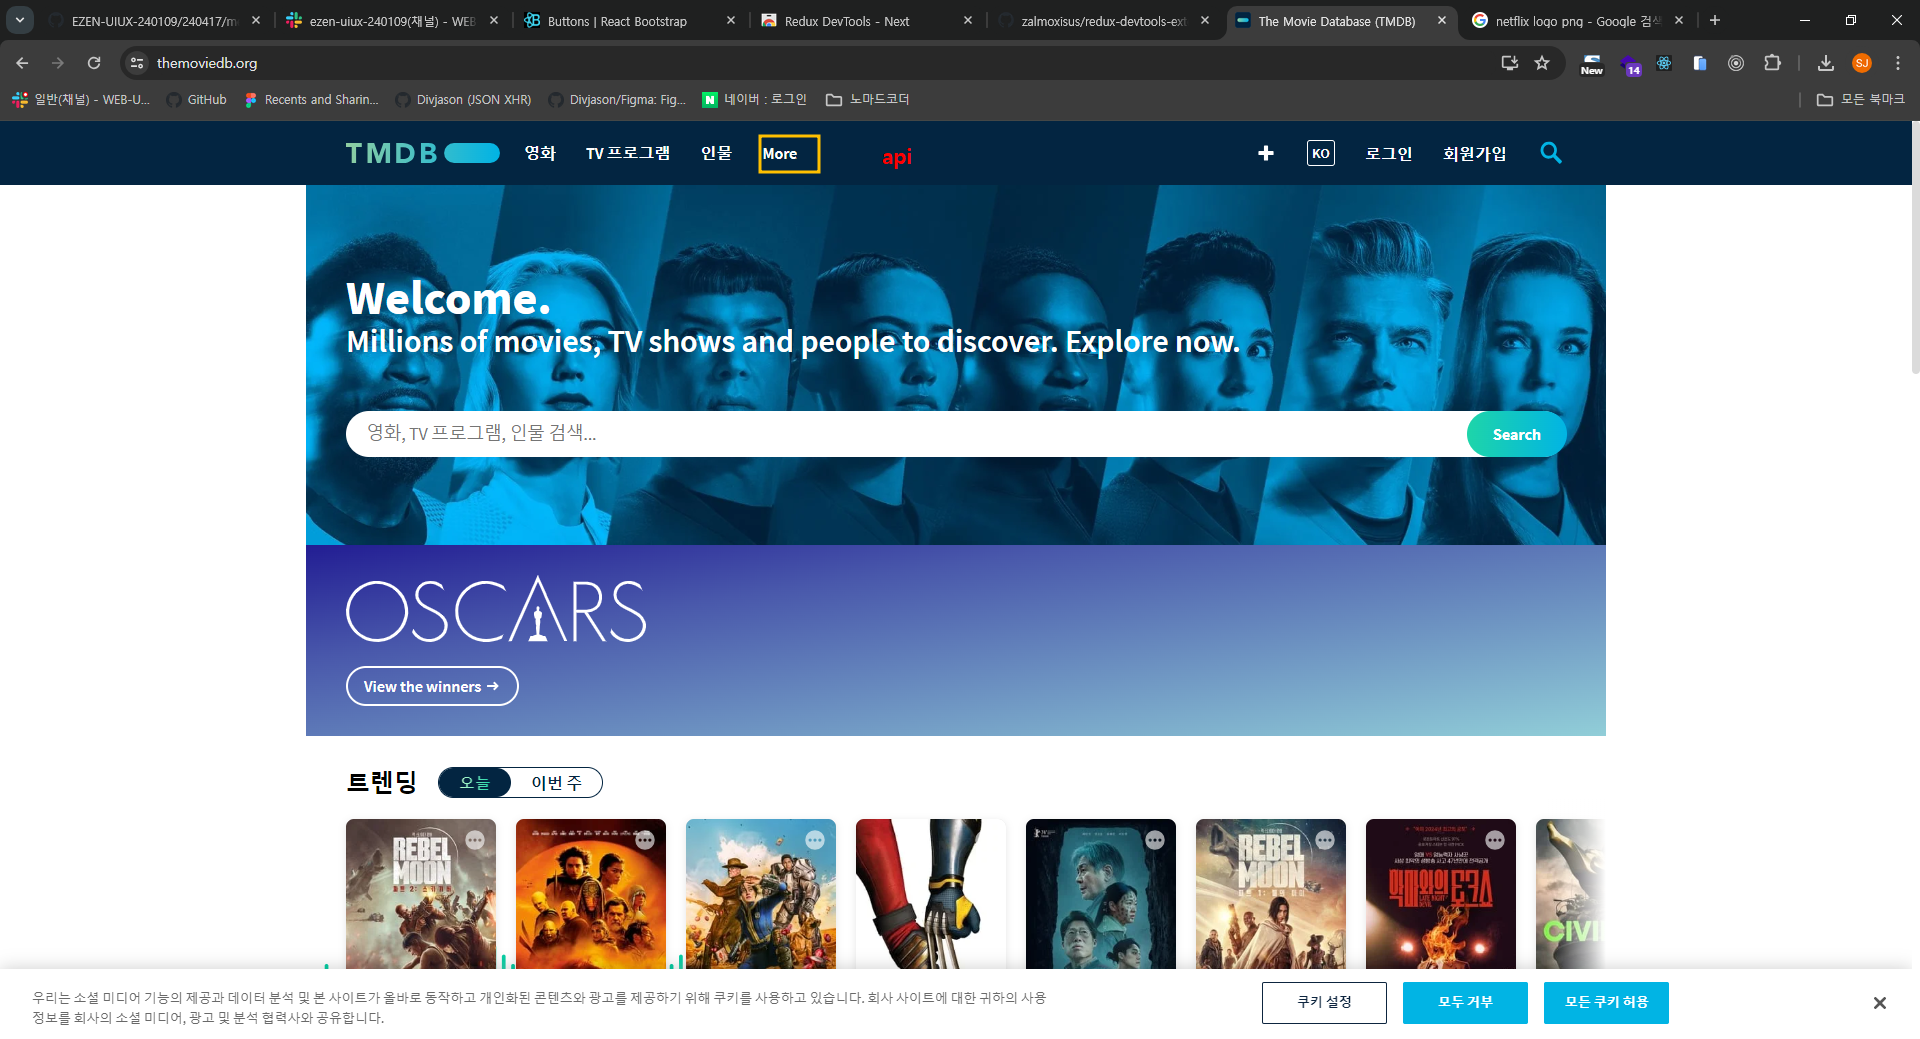 EZEN-UIUX-240109/240417/m
ezen-uiux-240109(채널) - WEB
Buttons | React Bootstrap
Redux DevTools - Next
zalmoxisus/redux-devtools-ext
The Movie Database (TMDB)
netflix logo png - Google 검색
themoviedb.org
New
14
SJ
일반(채널) - WEB-U...
GitHub
Recents and Sharin...
Divjason (JSON XHR)
Divjason/Figma: Fig...
N
네이버 : 로그인
노마드코더
모든 북마크
TMDB
영화
TV 프로그램
인물
More
api
KO
로그인
회원가입
Welcome.
Millions of movies, TV shows and people to discover. Explore now.
영화, TV 프로그램, 인물 검색...
Search
OSCARS
View the winners →
트렌딩
오늘
이번 주
REBEL
MOON
REBEL
MOON
악마와의
토크쇼
LATE NIGHT
DEVIL
CIVI
우리는 소셜 미디어 기능의 제공과 데이터 분석 및 본 사이트가 올바로 동작하고 개인화된 콘텐츠와 광고를 제공하기 위해 쿠키를 사용하고 있습니다. 회사 사이트에 대한 귀하의 사용
정보를 회사의 소셜 미디어, 광고 및 분석 협력사와 공유합니다.
쿠키 설정
모두 거부
모든 쿠키 허용